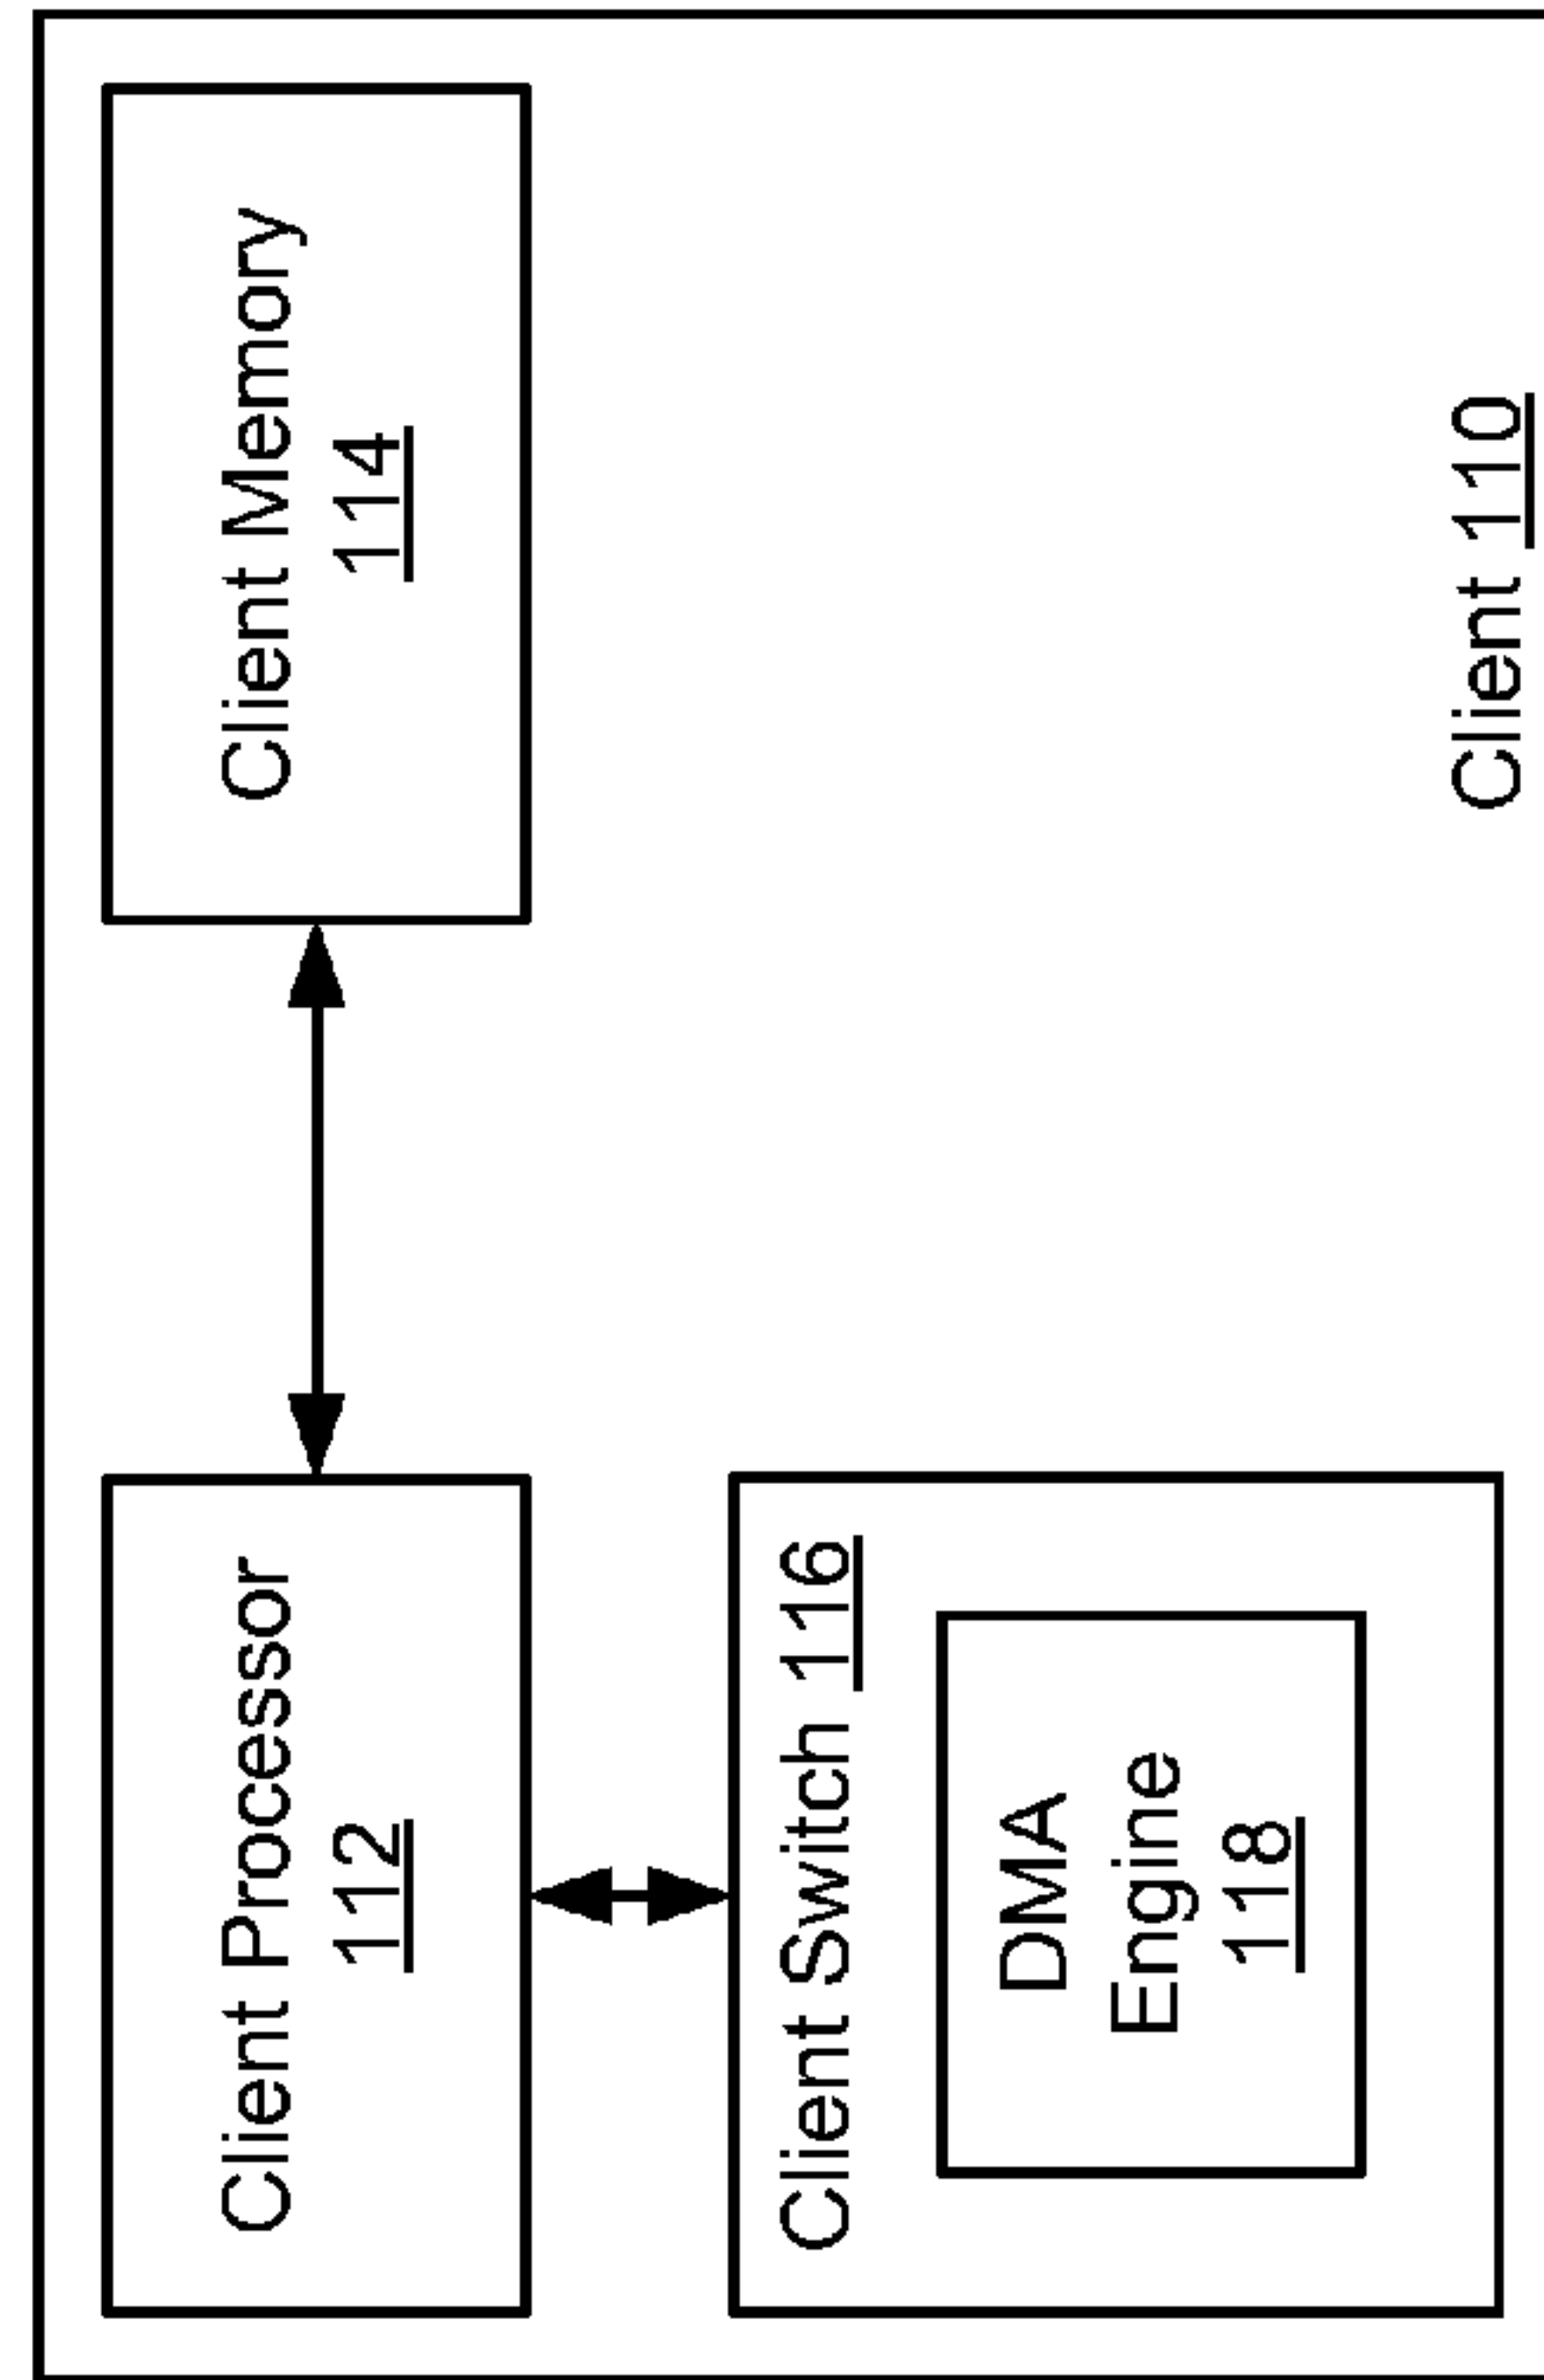 Client Processor
112
Client Memory
114
Client Switch 116
DMA
Engine
118
Client 110